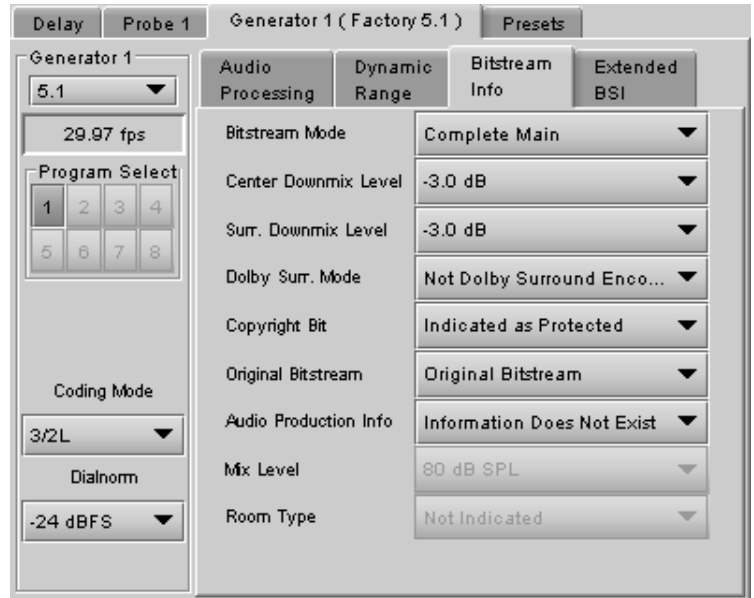 Delay
Probe 1
Generator 1 ( Factory 5.1 )
Presets
Generator 1
5.1
29.97 fps
Program Select
1 2 3 4
5 6 7 8
Coding Mode
3/2L
Dialnorm
-24 dBFS
Audio Processing
Dynamic Range
Bitstream Info
Extended BSI
Bitstream Mode
Complete Main
Center Downmix Level
-3.0 dB
Surr. Downmix Level
-3.0 dB
Dolby Surr. Mode
Not Dolby Surround Enco...
Copyright Bit
Indicated as Protected
Original Bitstream
Original Bitstream
Audio Production Info
Information Does Not Exist
Mix Level
80 dB SPL
Room Type
Not Indicated